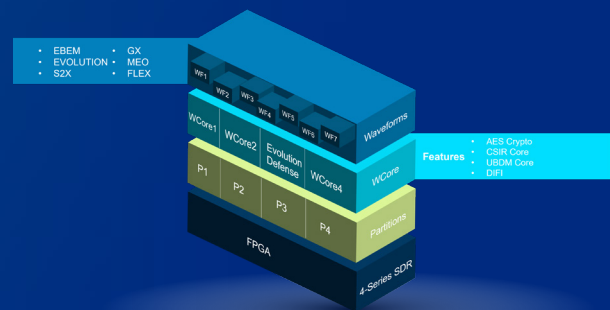 • EBEM • GX
• EVOLUTION • MEO
• S2X • FLEX
WF1
WF2
WF3
WF4
WF5
WF6
WF7
Waveforms
WCore1
WCore2
Evolution
Defense
WCore4
WCore
Features
• AES Crypto
• CSIR Core
• UBDM Core
• DIFI
P1
P2
P3
P4
Partitions
FPGA
4-Series SDR